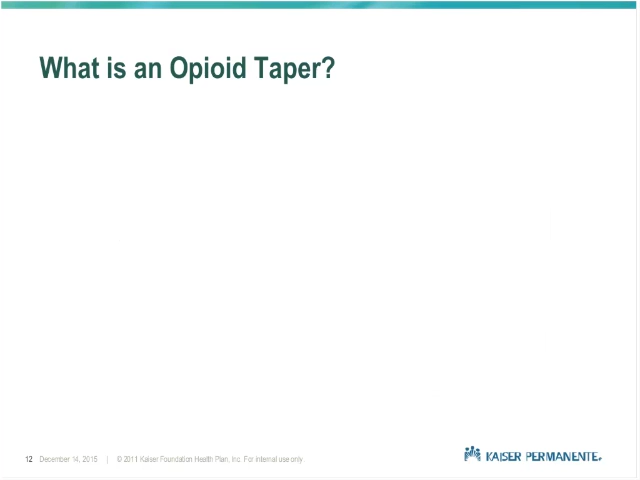 What is an Opioid Taper?
12 December 14, 2015 | © 2011 Kaiser Foundation Health Plan, Inc. For internal use only
KAISER PERMANENTE.